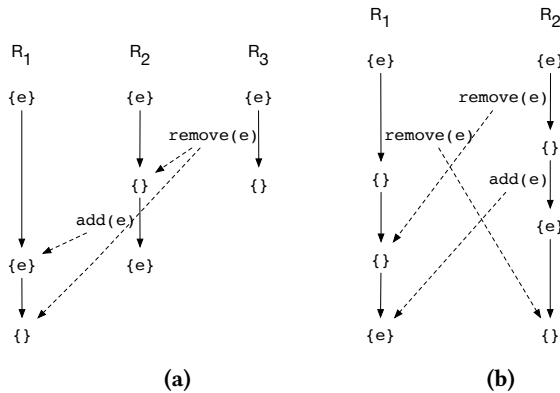 R1 R2 R3
{e} {e} {e}
remove(e)
{} {}
add(e)
{e} {e}
{}
(a)
R1 R2
{e} {e}
remove(e)
remove(e)
{}
{} add(e)
{e}
{}
{e} {}
(b)